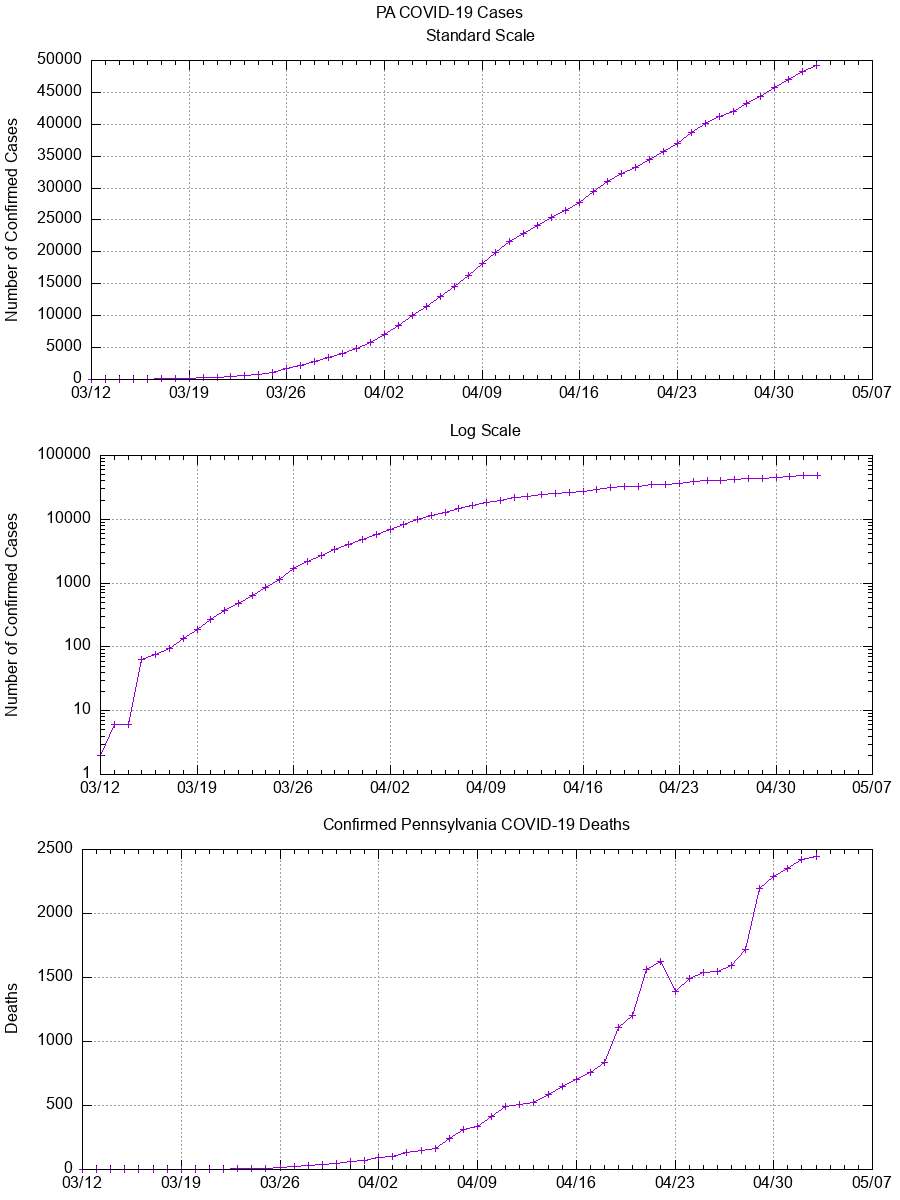 PA COVID-19 Cases
Standard Scale
Number of Confirmed Cases
50000
45000
40000
35000
30000
25000
20000
15000
10000
5000
0
03/12 03/19 03/26 04/02 04/09 04/16 04/23 04/30 05/07
Log Scale
Number of Confirmed Cases
100000
10000
1000
100
10
1
03/12 03/19 03/26 04/02 04/09 04/16 04/23 04/30 05/07
Confirmed Pennsylvania COVID-19 Deaths
Deaths
2500
2000
1500
1000
500
0
03/12 03/19 03/26 04/02 04/09 04/16 04/23 04/30 05/07